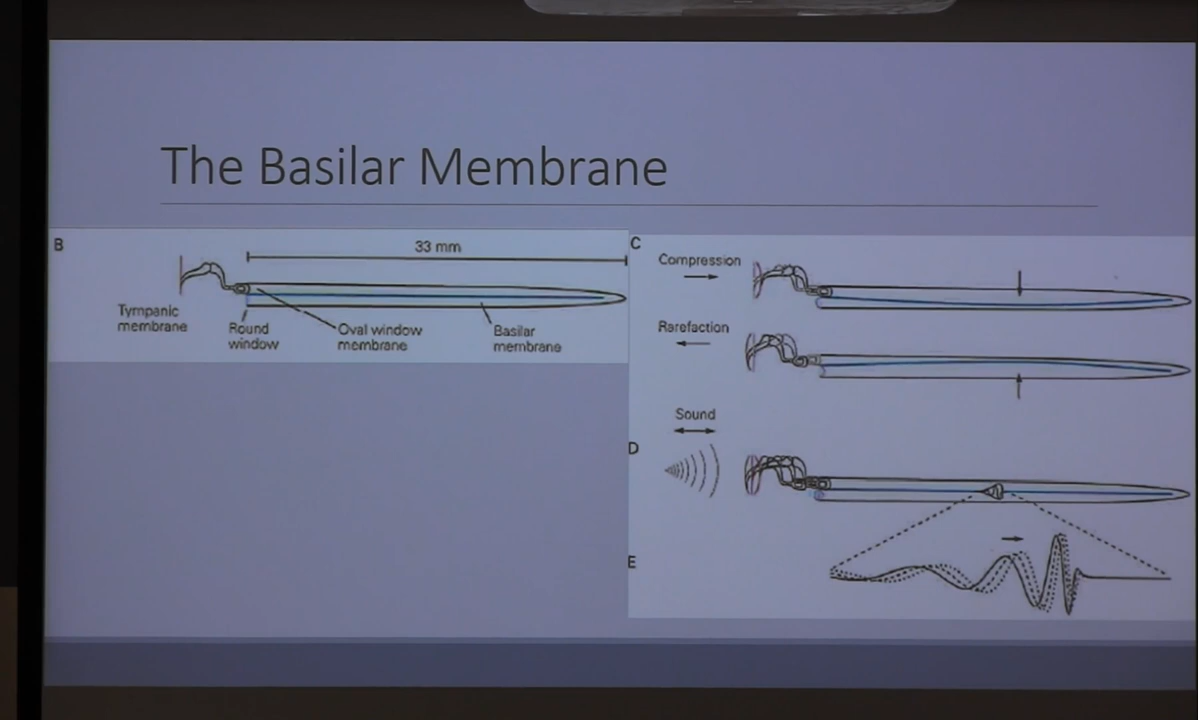 The Basilar Membrane
B
33 mm
Tympanic
membrane
Round
window
Oval window
membrane
Basilar
membrane
C
Compression
Rarefaction
Sound
D
E